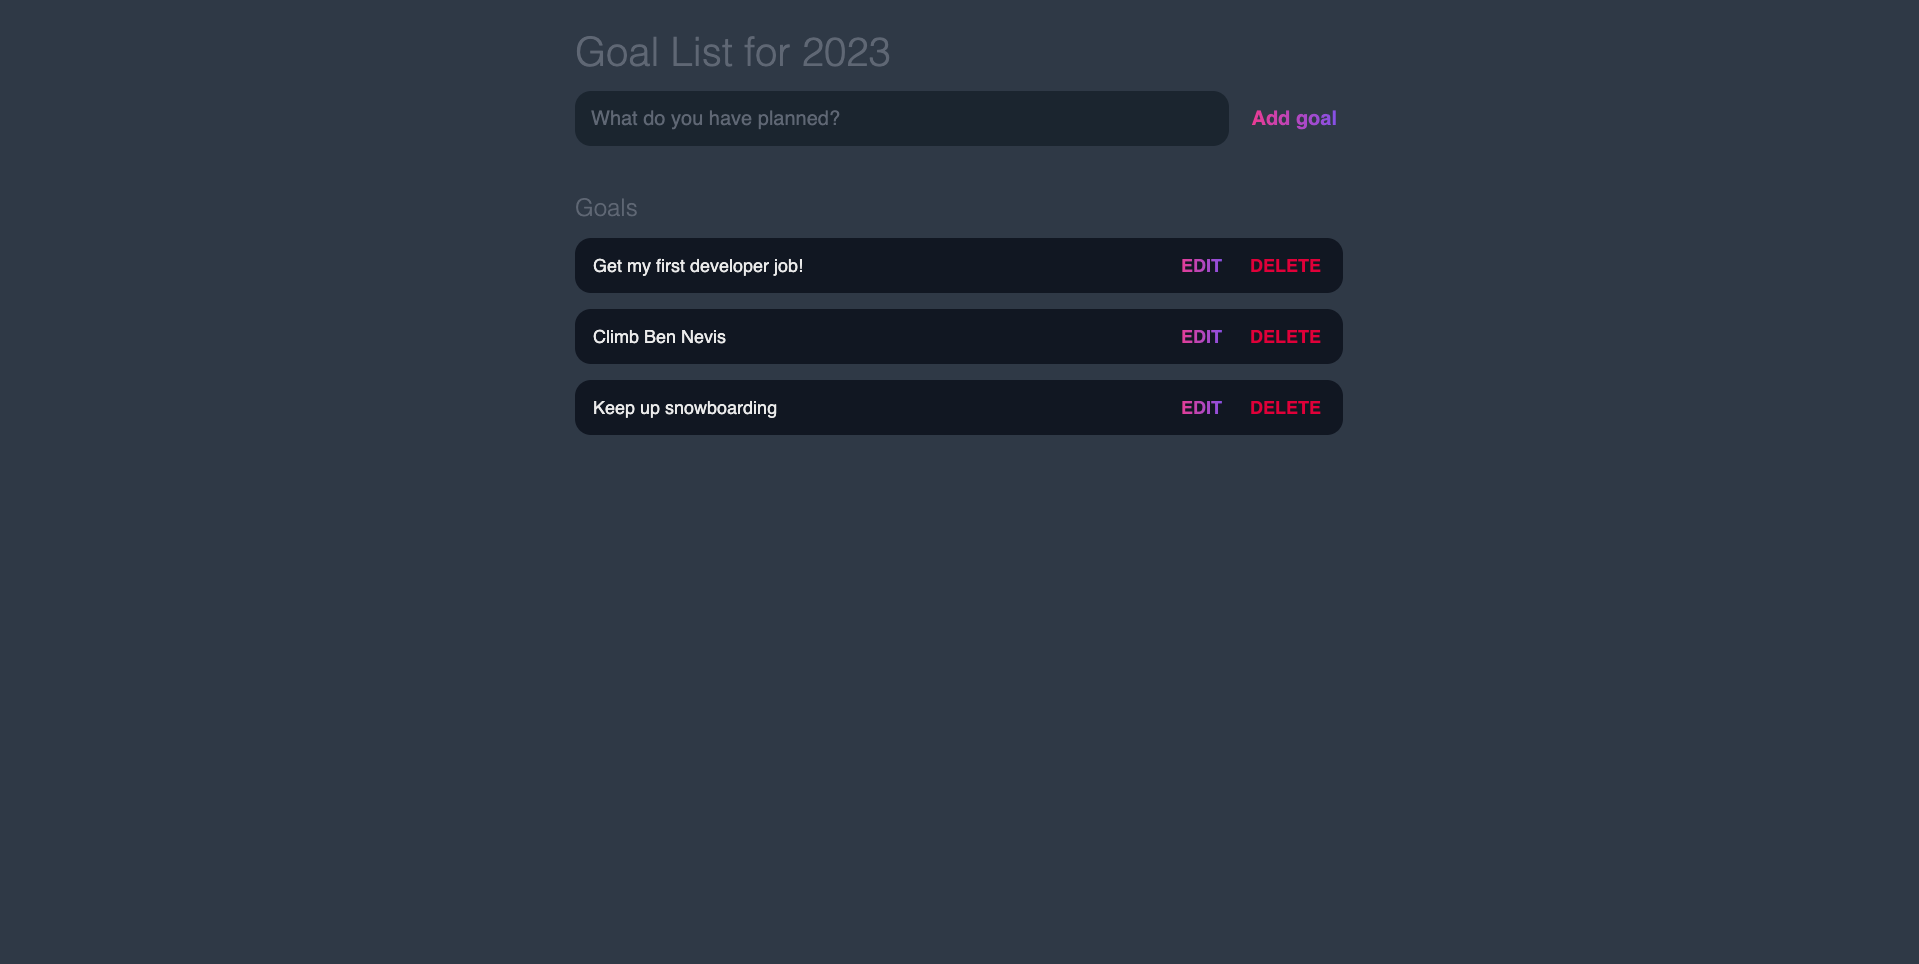 Goal List for 2023
What do you have planned? Add goal
Goals
Get my first developer job! EDIT DELETE
Climb Ben Nevis EDIT DELETE
Keep up snowboarding EDIT DELETE